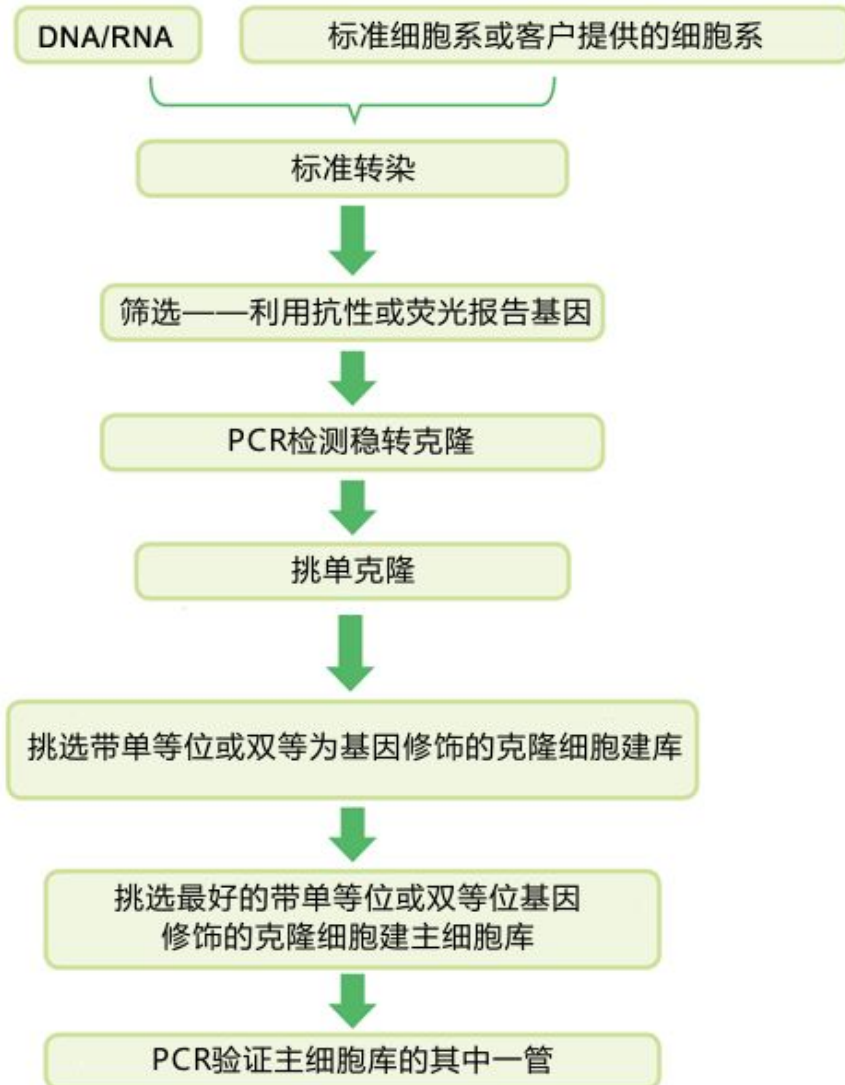 DNA/RNA
标准细胞系或客户提供的细胞系
标准转染
筛选——利用抗性或荧光报告基因
PCR检测稳转克隆
挑单克隆
挑选带单等位或双等为基因修饰的克隆细胞建库
挑选最好的带单等位或双等位基因
修饰的克隆细胞建主细胞库
PCR验证主细胞库的其中一管